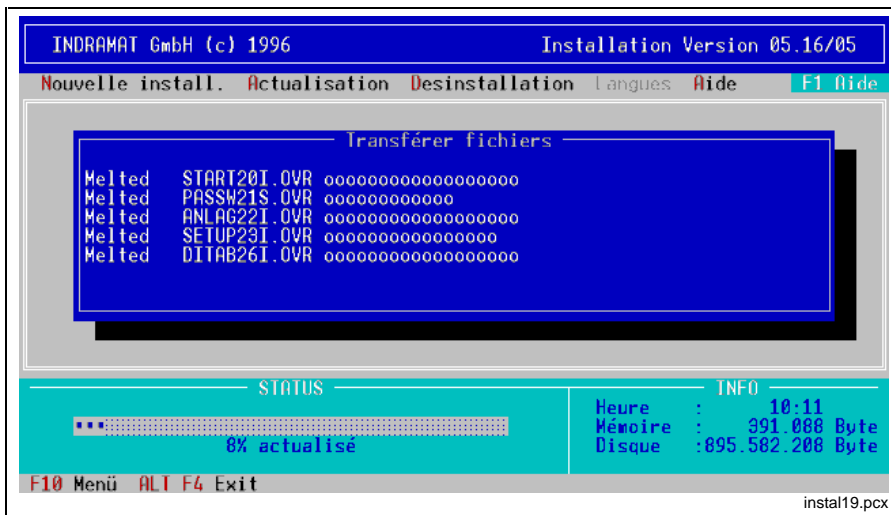 INDRAMAT GmbH (c) 1996 Installation Version 05.16/05
Nouvelle install. Actualisation Desinstallation Langues Aide F1 Aide
Transférer fichiers
Melted START20I.OVR oooooooooooooooooo
Melted PASSW21S.OVR oooooooooooo
Melted ANLAG22I.OVR oooooooooooooooooo
Melted SETUP23I.OVR oooooooooooooooo
Melted DITAB26I.OVR oooooooooooooooooo
STATUS
8% actualisé
INFO
Heure : 10:11
Mémoire : 391.088 Byte
Disque :895.582.208 Byte
F10 Menü ALT F4 Exit
instal19.pcx